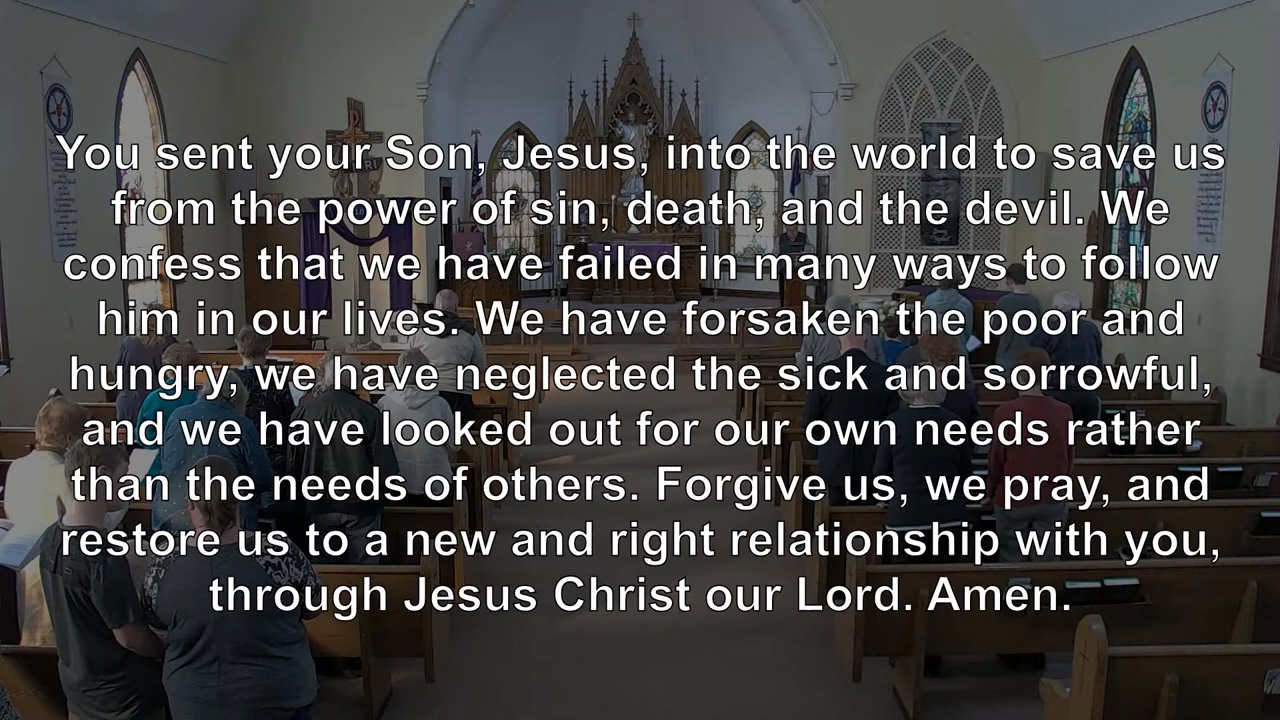 You sent your Son, Jesus, into the world to save us
from the power of sin, death, and the devil. We
confess that we have failed in many ways to follow
him in our lives. We have forsaken the poor and
hungry, we have neglected the sick and sorrowful,
and we have looked out for our own needs rather
than the needs of others. Forgive us, we pray, and
restore us to a new and right relationship with you,
through Jesus Christ our Lord. Amen.